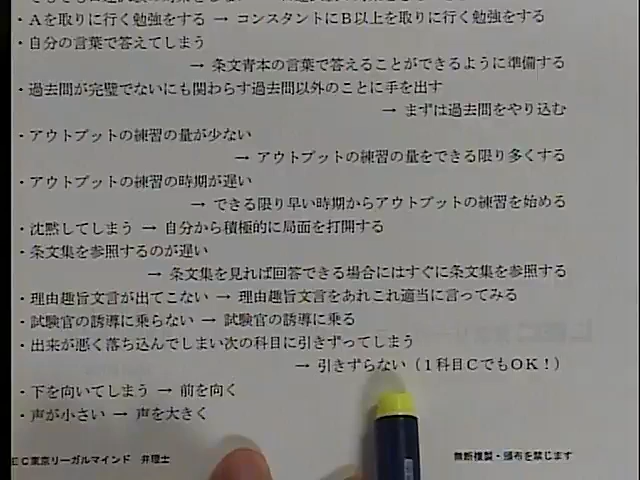 ・Ａを取りに行く勉強をする → コンスタントにＢ以上を取りに行く勉強をする
・自分の言葉で答えてしまう
→ 条文青本の言葉で答えることができるように準備する
・過去問が完璧でないにも関わらす過去問以外のことに手を出す
→ まずは過去問をやり込む
・アウトプットの練習の量が少ない
→ アウトプットの練習の量をできる限り多くする
・アウトプットの練習の時期が遅い
→ できる限り早い時期からアウトプットの練習を始める
・沈黙してしまう → 自分から積極的に局面を打開する
・条文集を参照するのが遅い
→ 条文集を見れば回答できる場合にはすぐに条文集を参照する
・理由趣旨文言が出てこない → 理由趣旨文言をあれこれ適当に言ってみる
・試験官の誘導に乗らない → 試験官の誘導に乗る
・出来が悪く落ち込んでしまい次の科目に引きずってしまう
→ 引きずらない（１科目ＣでもＯＫ！）
・下を向いてしまう → 前を向く
・声が小さい → 声を大きく
ＥＣ東京リーガルマインド 弁理士
無断複製・頒布を禁じます